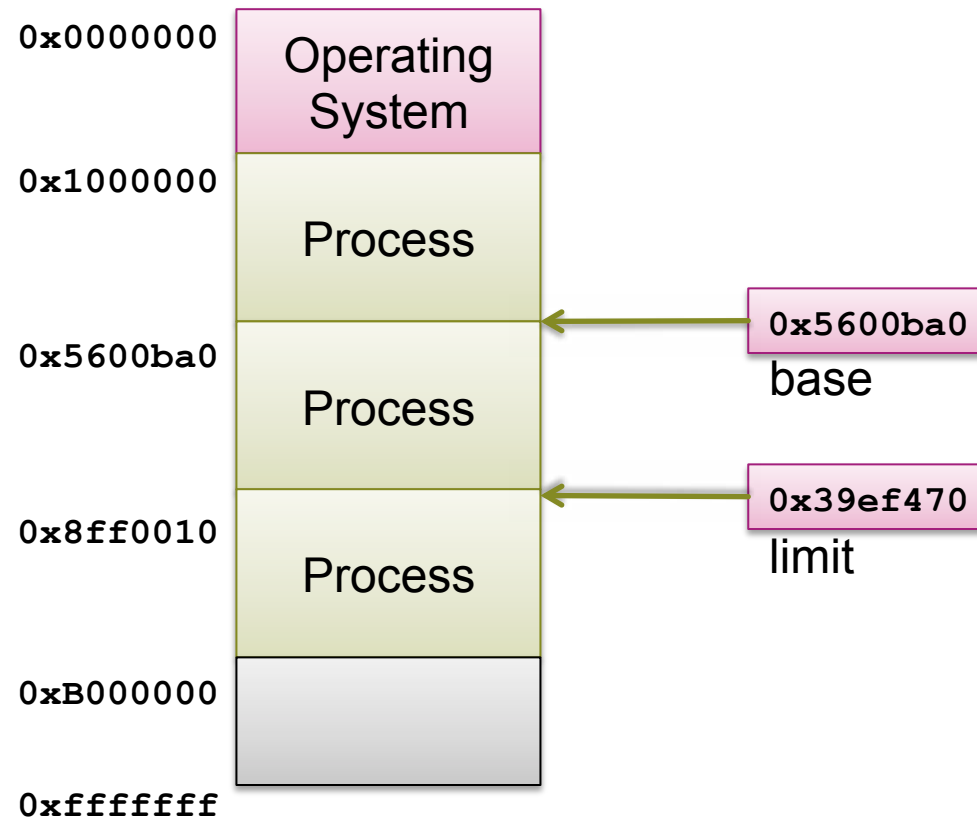 0x0000000
Operating
System
0x1000000
Process
0x5600ba0
base
0x5600ba0
Process
0x39ef470
limit
0x8ff0010
Process
0xB000000
0xfffffff